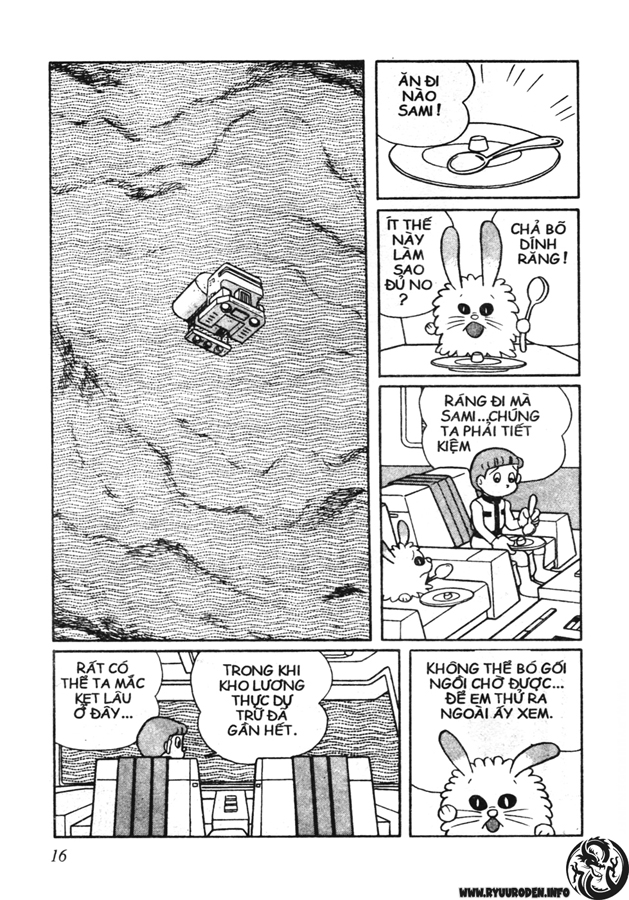 ĂN ĐI
NÀO
SAMI!
ÍT THẾ
NÀY
LÀM
SAO
ĐỦ NO
?
CHẢ BÕ
DÍNH
RĂNG!
RÁNG ĐI MÀ
SAMI...CHÚNG
TA PHẢI TIẾT
KIỆM
RẤT CÓ
THỂ TA MẮC
KẸT LÂU
Ở ĐÂY...
TRONG KHI
KHO LƯƠNG
THỰC DỰ
TRỮ ĐÃ
GẦN HẾT.
KHÔNG THỂ BÓ GỐI
NGỒI CHỜ ĐƯỢC...
ĐỂ EM THỬ RA
NGOÀI ẤY XEM.
16
WWW.RYUURODEN.INFO